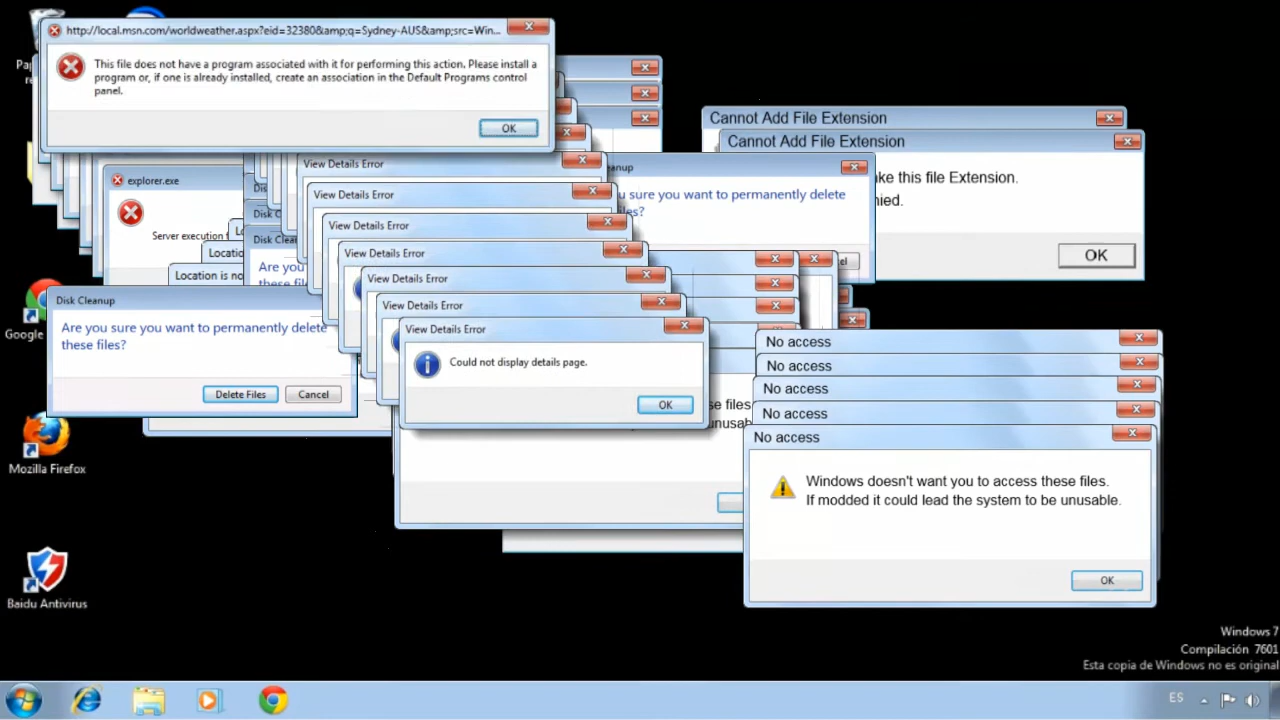 http://local.msn.com/worldweather.aspx?eid=32380&amp;q=Sydney-AUS&amp;src=Win...
This file does not have a program associated with it for performing this action. Please install a
program or, if one is already installed, create an association in the Default Programs control
panel.
OK
Cannot Add File Extension
Cannot Add File Extension
this file Extension.
OK
explorer.exe
Server execution
Locatio
Location is no
Disk
Disk Clea
Are you
View Details Error
View Details Error
View Details Error
View Details Error
View Details Error
View Details Error
View Details Error
Could not display details page.
OK
sure you want to permanently delete
Disk Cleanup
Are you sure you want to permanently delete
these files?
Delete Files
Cancel
No access
No access
No access
No access
No access
Windows doesn't want you to access these files.
If modded it could lead the system to be unusable.
OK
Google
Mozilla Firefox
Baidu Antivirus
Windows 7
Compilación 7601
Esta copia de Windows no es original
ES